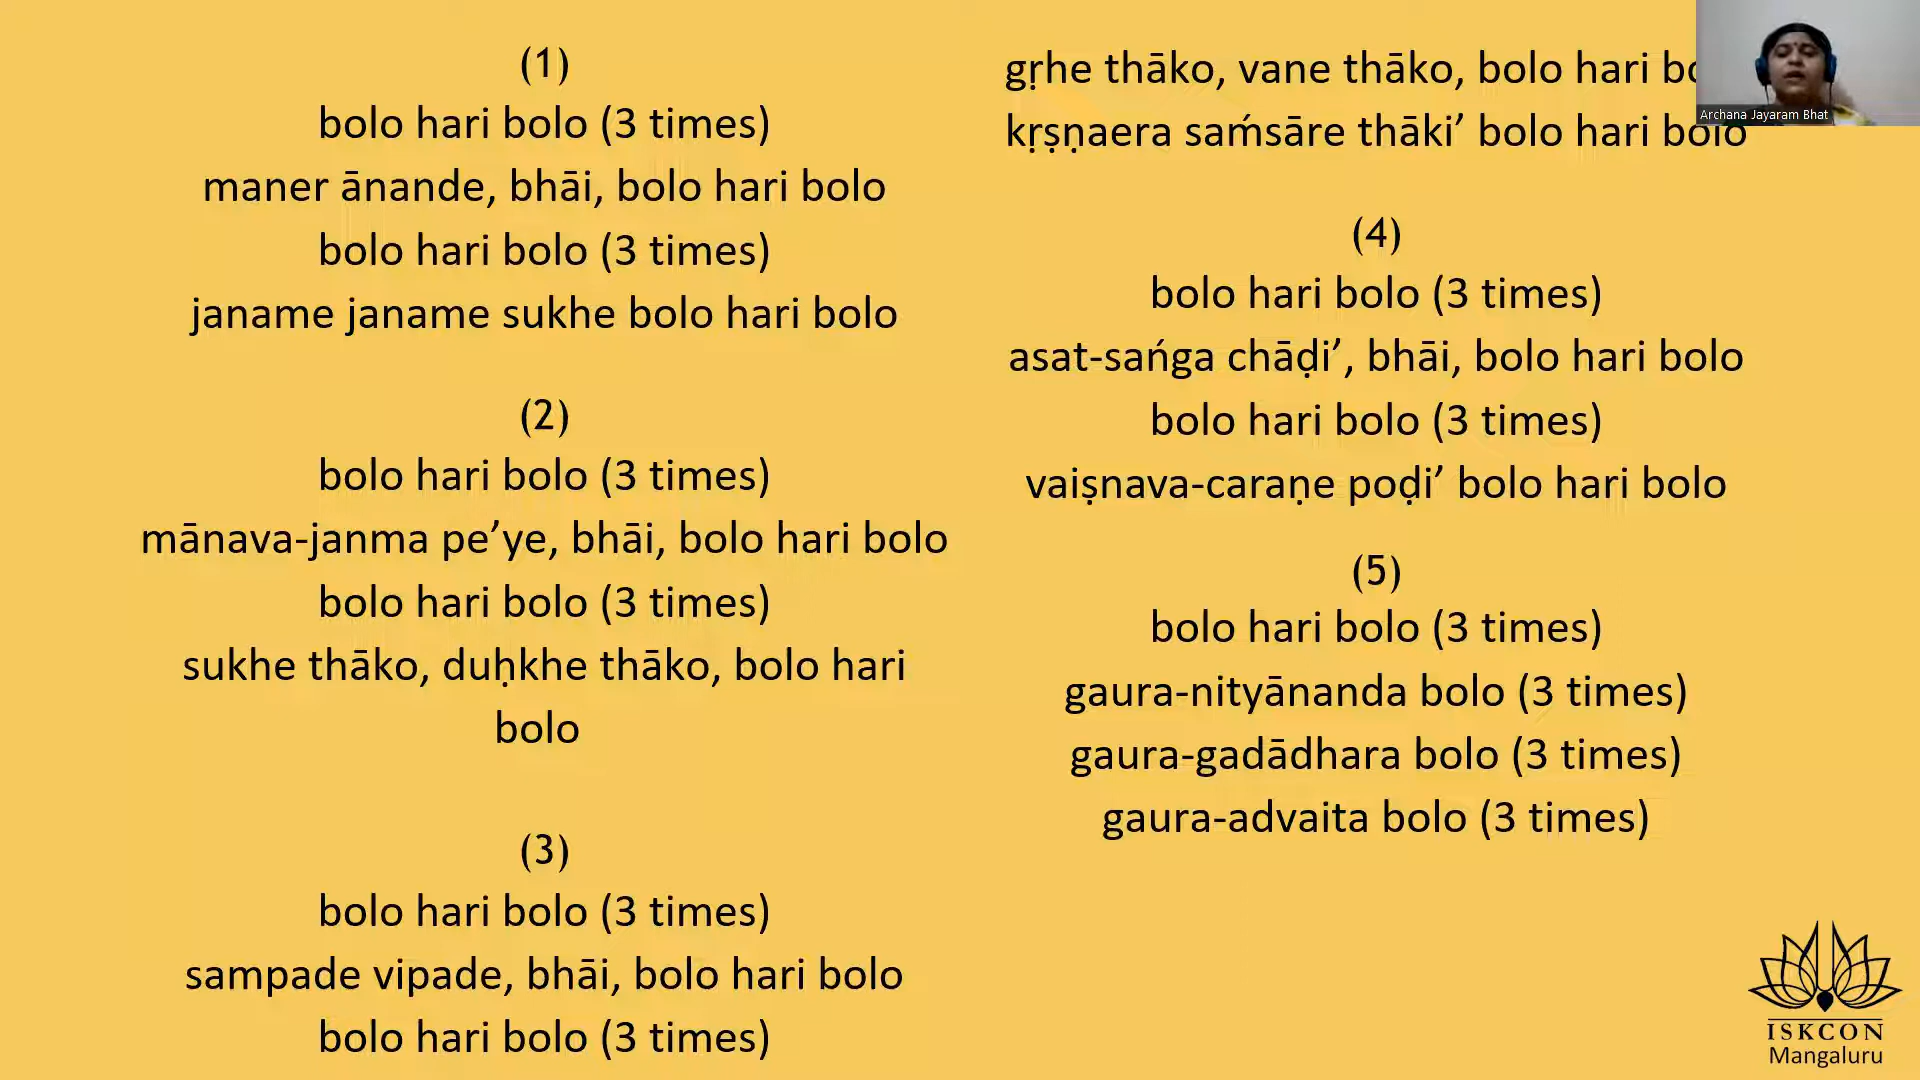 (1)
bolo hari bolo (3 times)
maner ānande, bhāi, bolo hari bolo
bolo hari bolo (3 times)
janame janame sukhe bolo hari bolo
(2)
bolo hari bolo (3 times)
mānava-janma pe’ye, bhāi, bolo hari bolo
bolo hari bolo (3 times)
sukhe thāko, duḥkhe thāko, bolo hari
bolo
(3)
bolo hari bolo (3 times)
sampade vipade, bhāi, bolo hari bolo
bolo hari bolo (3 times)
gṛhe thāko, vane thāko, bolo hari
kṛṣṇaera saḿsāre thāki’ bolo hari bolo
(4)
bolo hari bolo (3 times)
asat-sańga chāḍi’, bhāi, bolo hari bolo
bolo hari bolo (3 times)
vaiṣnava-caraṇe poḍi’ bolo hari bolo
(5)
bolo hari bolo (3 times)
gaura-nityānanda bolo (3 times)
gaura-gadādhara bolo (3 times)
gaura-advaita bolo (3 times)
Archana Jayaram Bhat
ISKCON
Mangaluru